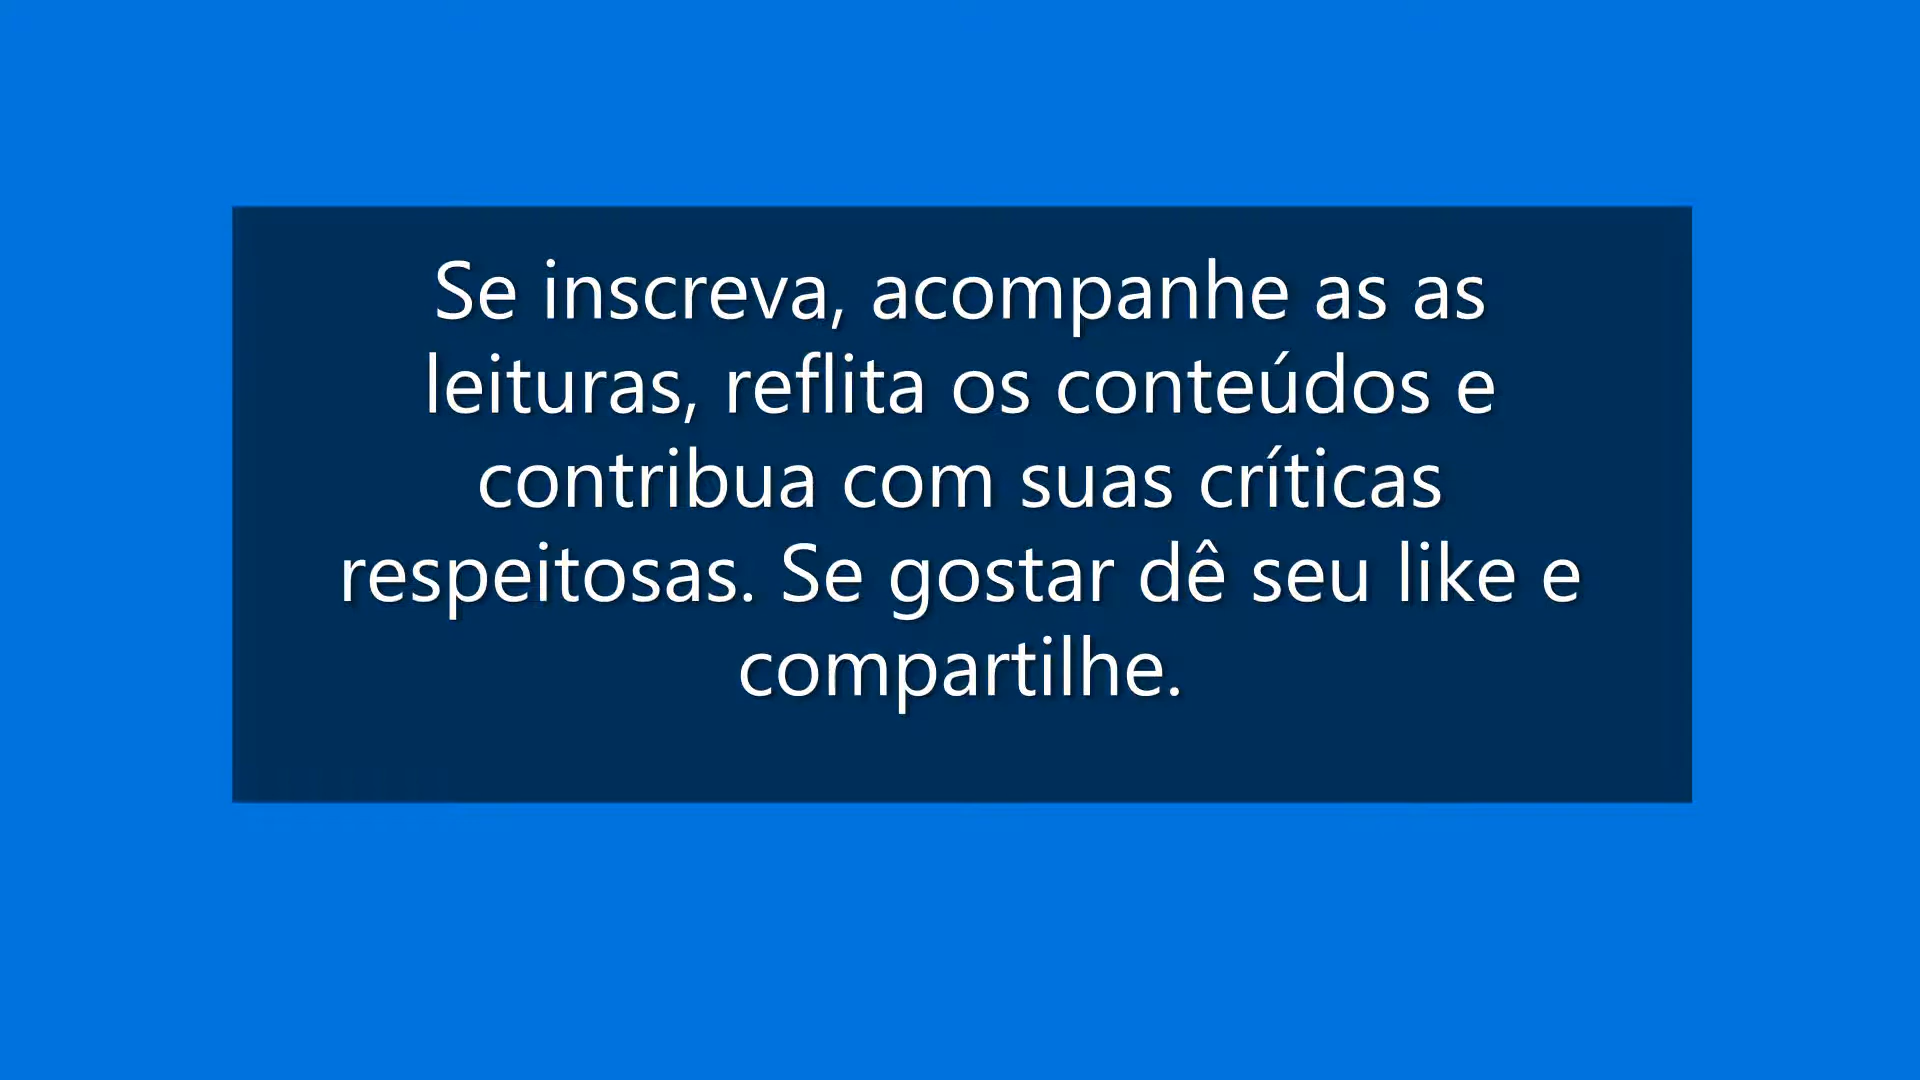 Se inscreva, acompanhe as as
leituras, reflita os conteúdos e
contribua com suas críticas
respeitosas. Se gostar dê seu like e
compartilhe.